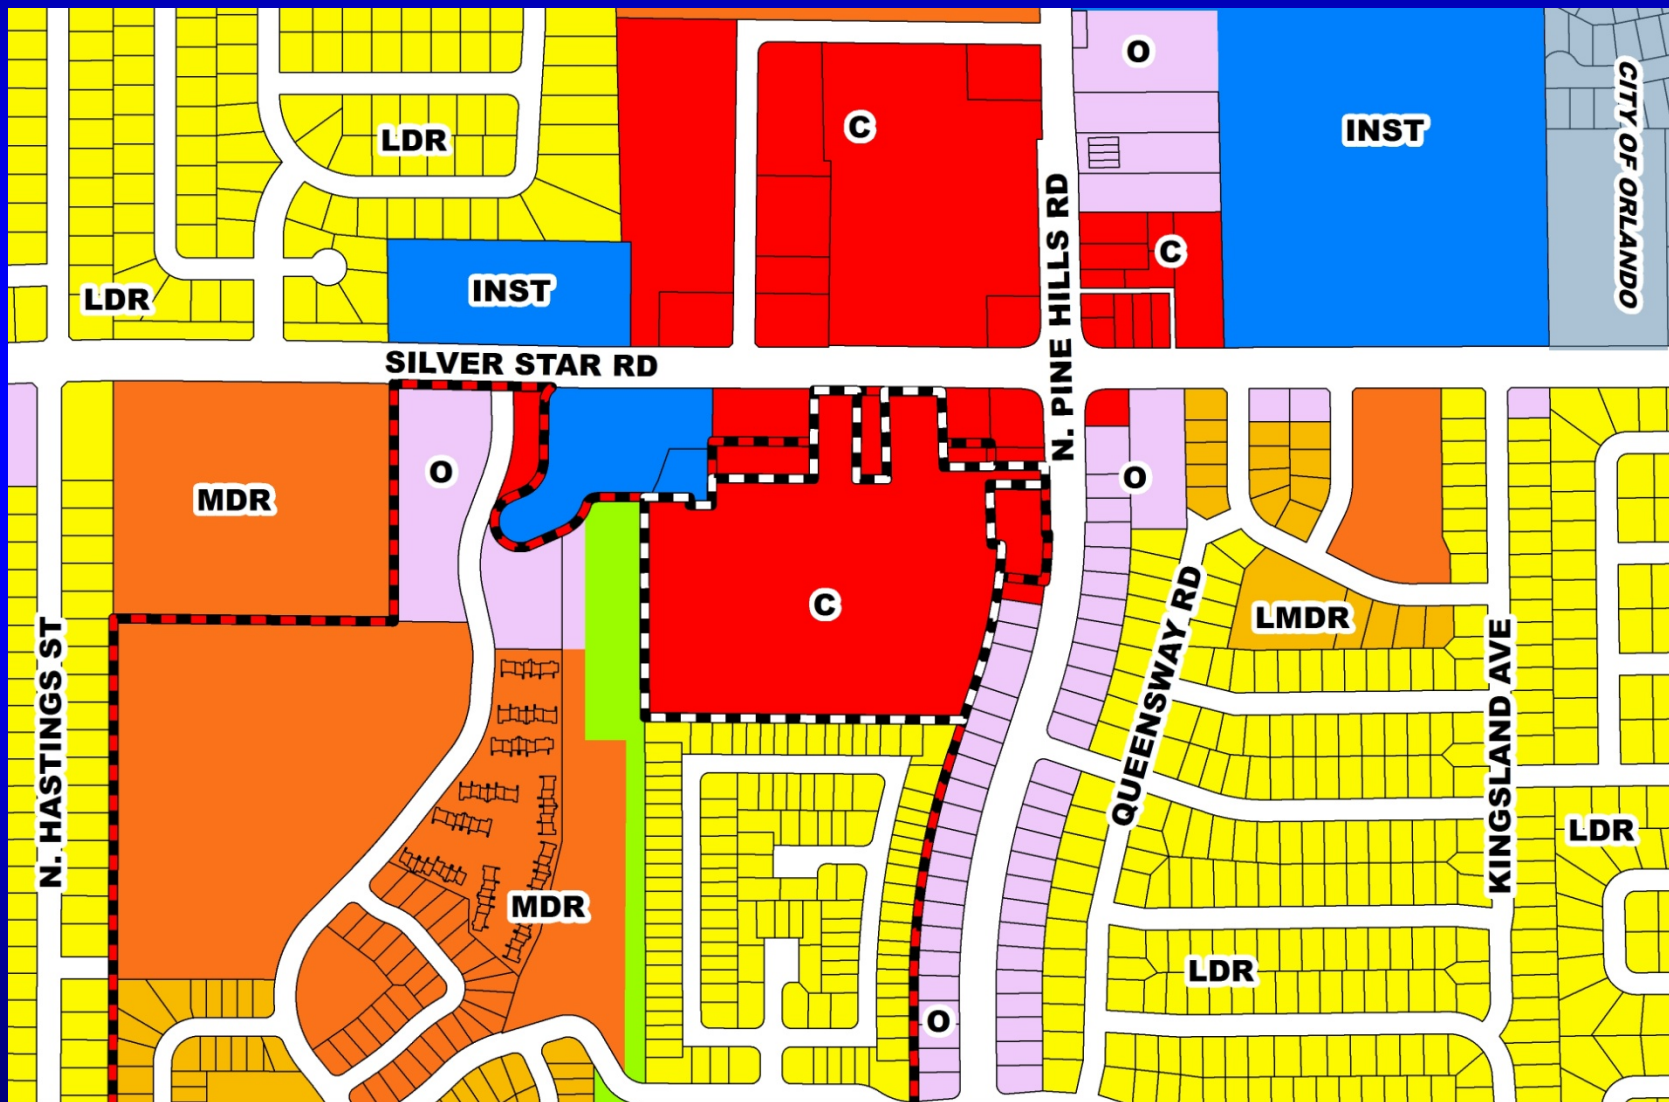 O
INST
CITY OF ORLANDO
C
LDR
C
INST
LDR
N. PINE HILLS RD
SILVER STAR RD
O
O
MDR
C
LMDR
QUEENSWAY RD
KINGSLAND AVE
N. HASTINGS ST
LDR
MDR
LDR
O